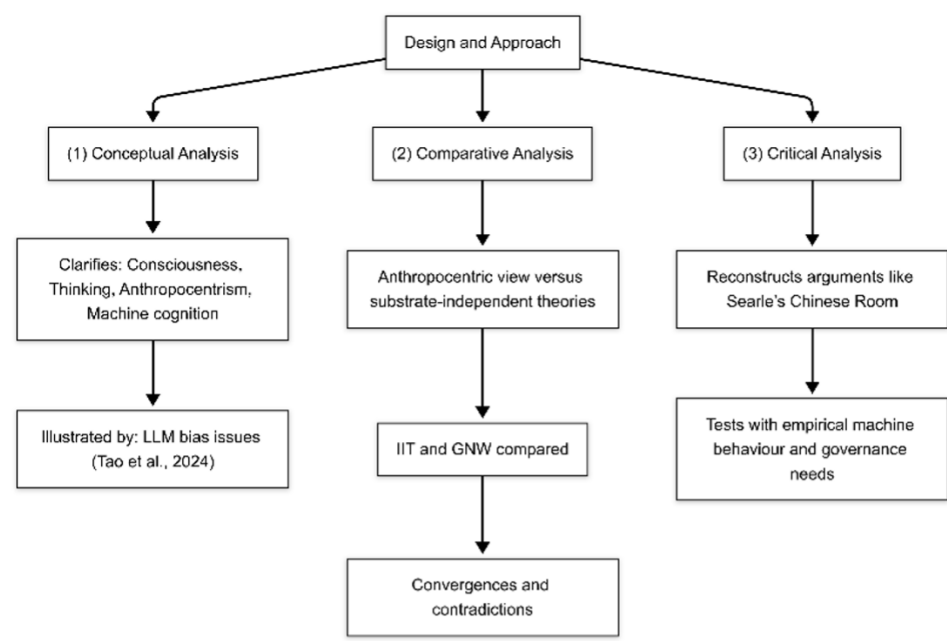 Design and Approach
(1) Conceptual Analysis
Clarifies: Consciousness,
Thinking, Anthropocentrism,
Machine cognition
Illustrated by: LLM bias issues
(Tao et al., 2024)
(2) Comparative Analysis
Anthropocentric view versus
substrate-independent theories
IIT and GNW compared
Convergences and
contradictions
(3) Critical Analysis
Reconstructs arguments like
Searle's Chinese Room
Tests with empirical machine
behaviour and governance
needs